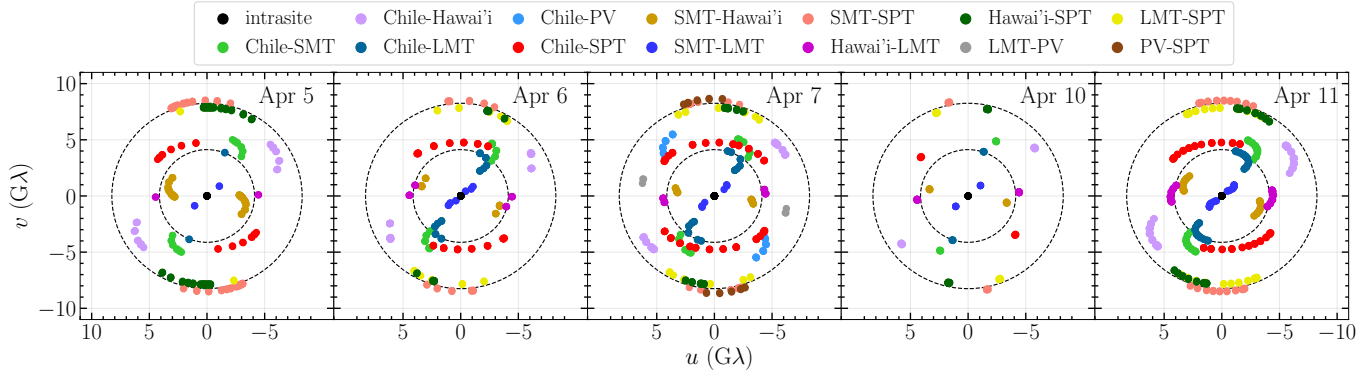 intrasite Chile-Hawai'i Chile-PV SMT-Hawai'i SMT-SPT Hawai'i-SPT LMT-SPT
Chile-SMT Chile-LMT Chile-SPT SMT-LMT Hawai'i-LMT LMT-PV PV-SPT
Apr 5 Apr 6 Apr 7 Apr 10 Apr 11
10
5
0
−5
−10
v (Gλ)
10 5 0 −5 5 0 −5 5 0 −5 5 0 −5 5 0 −5 −10
u (Gλ)